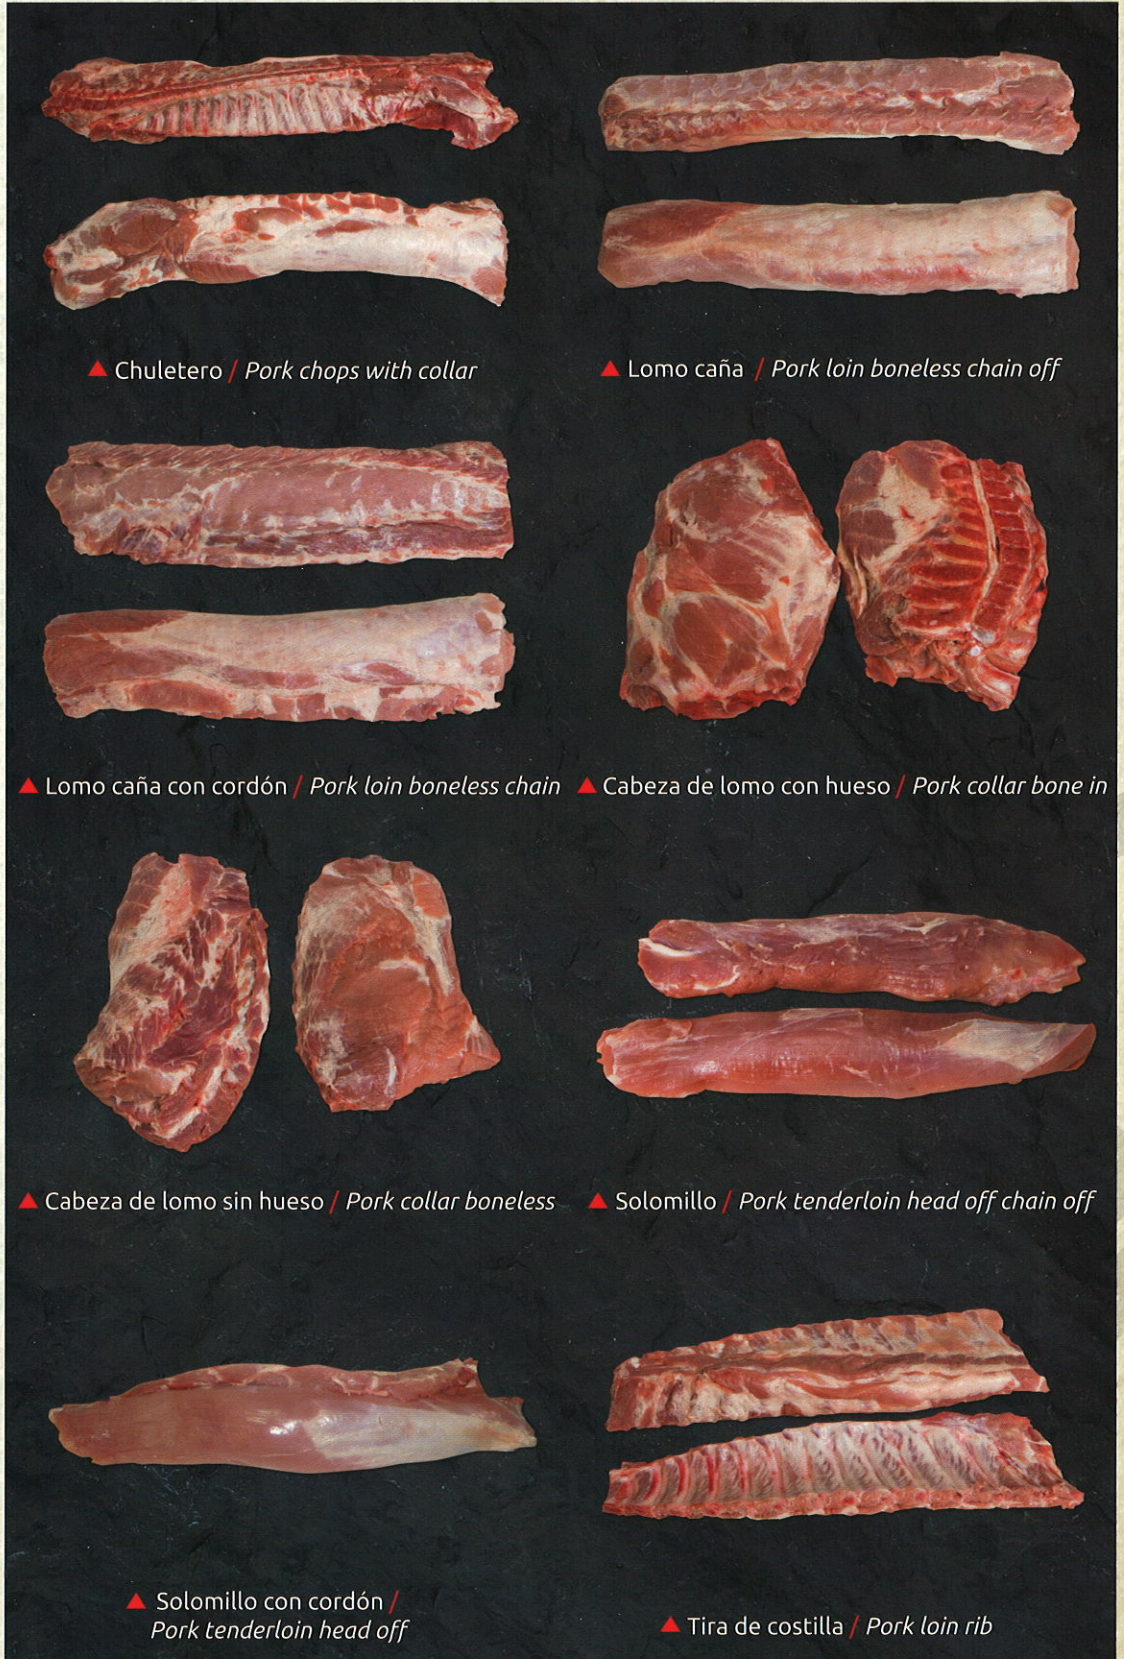 ▲ Chuletero / Pork chops with collar
▲ Lomo caña / Pork loin boneless chain off
▲ Lomo caña con cordón / Pork loin boneless chain
▲ Cabeza de lomo con hueso / Pork collar bone in
▲ Cabeza de lomo sin hueso / Pork collar boneless
▲ Solomillo / Pork tenderloin head off chain off
▲ Solomillo con cordón /
Pork tenderloin head off
▲ Tira de costilla / Pork loin rib